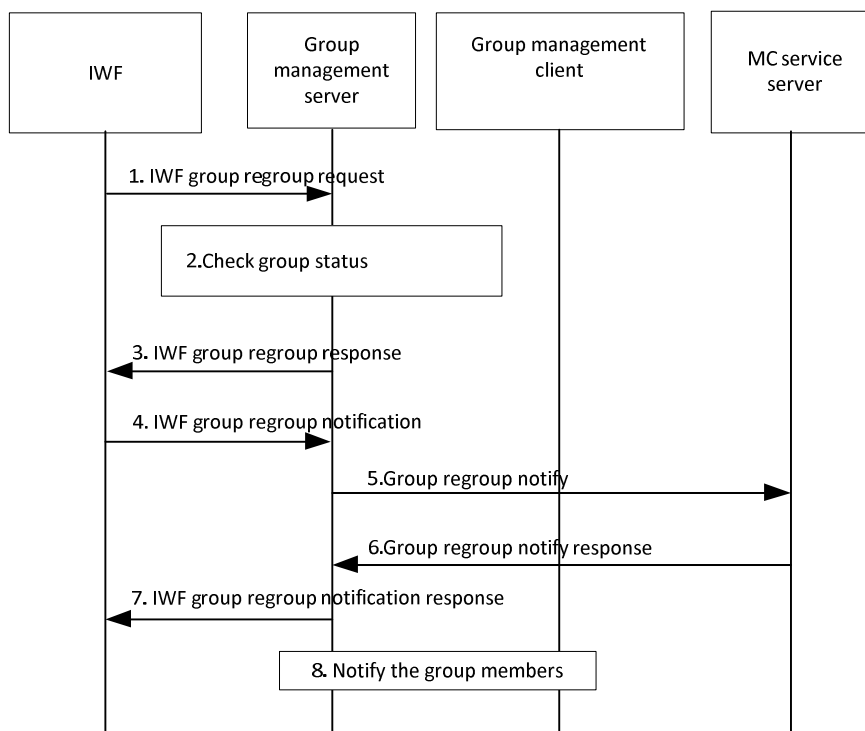 IWF
Group
management
server
Group management
client
MC service
server
1. IWF group regroup request
2.Check group status
3. IWF group regroup response
4. IWF group regroup notification
5.Group regroup notify
6.Group regroup notify response
7. IWF group regroup notification response
8. Notify the group members